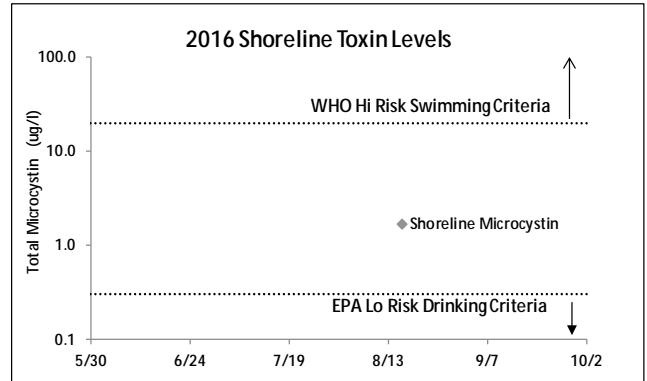 2016 Shoreline Toxin Levels
Total Microcystin (ug/l)
100.0
WHO Hi Risk Swimming Criteria
10.0
Shoreline Microcystin
1.0
EPA Lo Risk Drinking Criteria
0.1
5/30 6/24 7/19 8/13 9/7 10/2